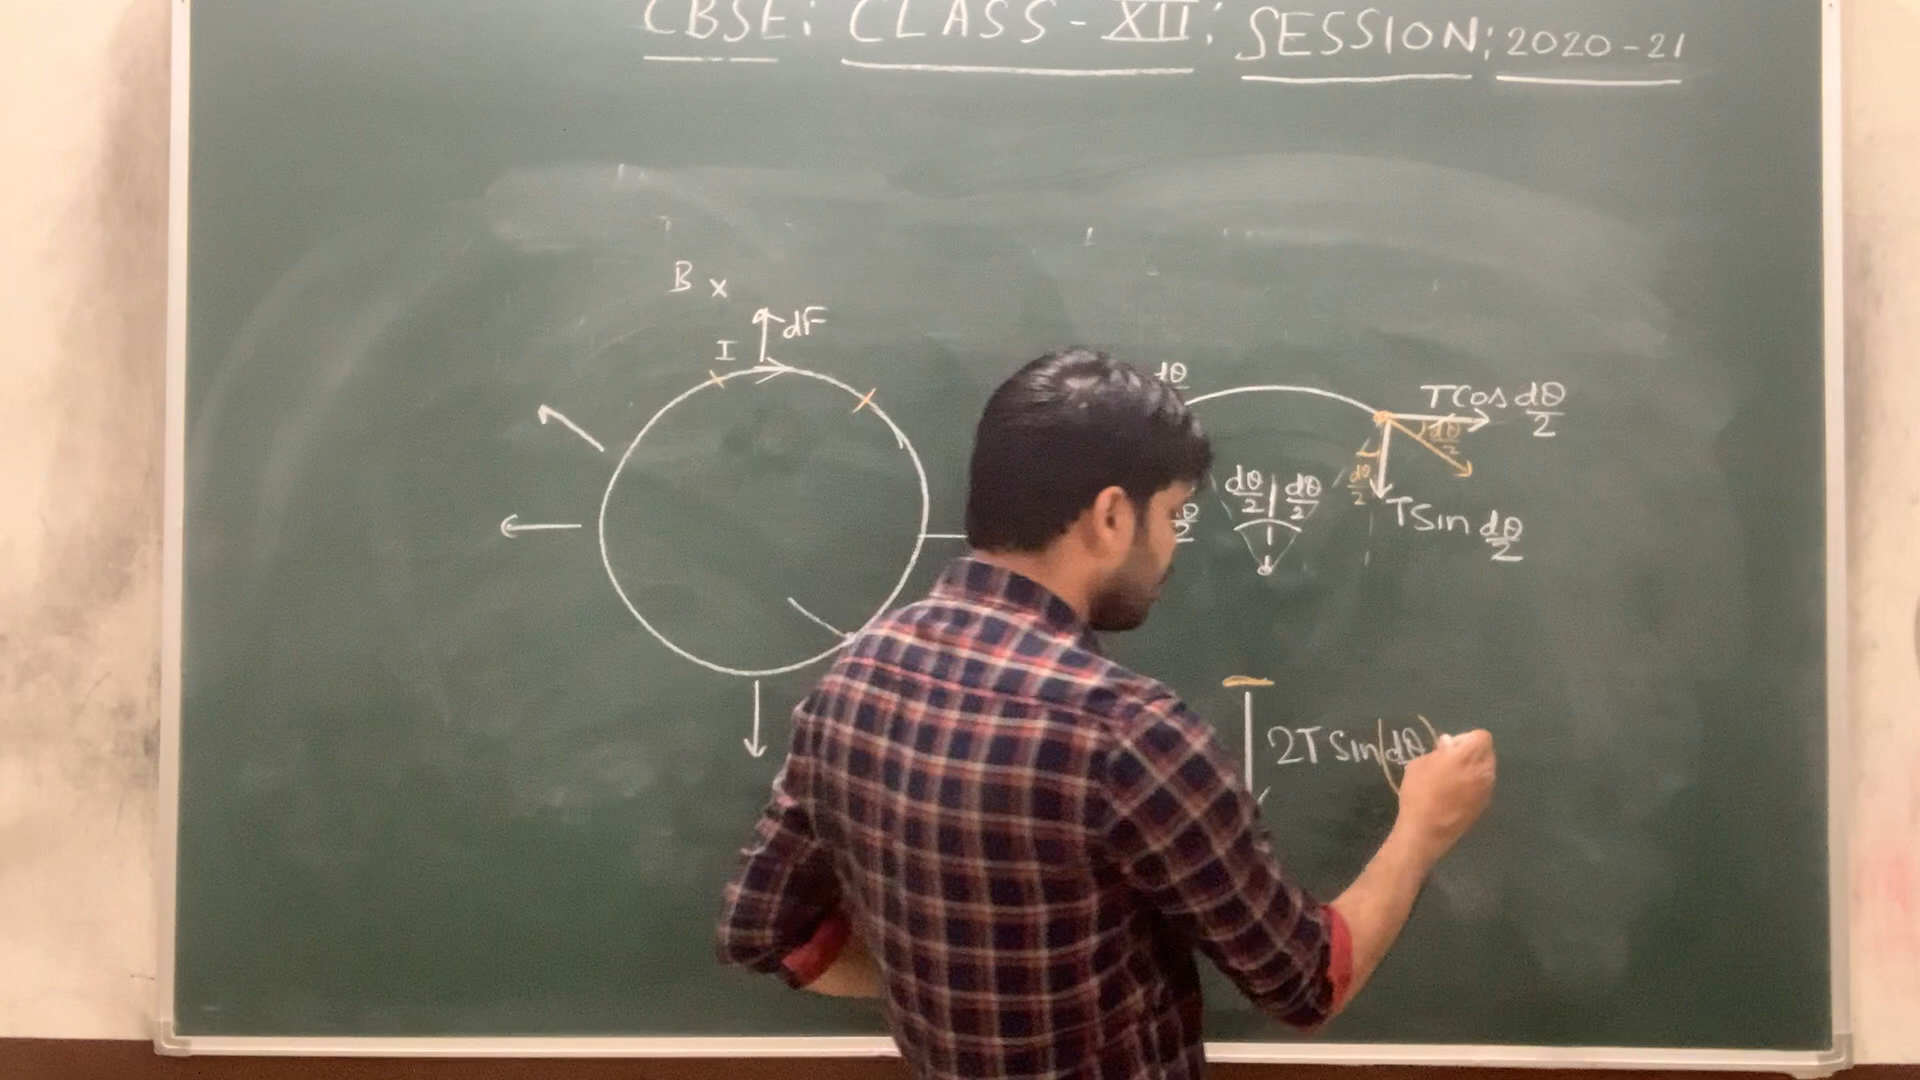 CBSE: CLASS-XII: SESSION: 2020-21
B x
dF
I
dθ
T Cos dθ/2
dθ/2
dθ/2 dθ/2
dθ/2
T Sin dθ/2
2T Sin(dθ)